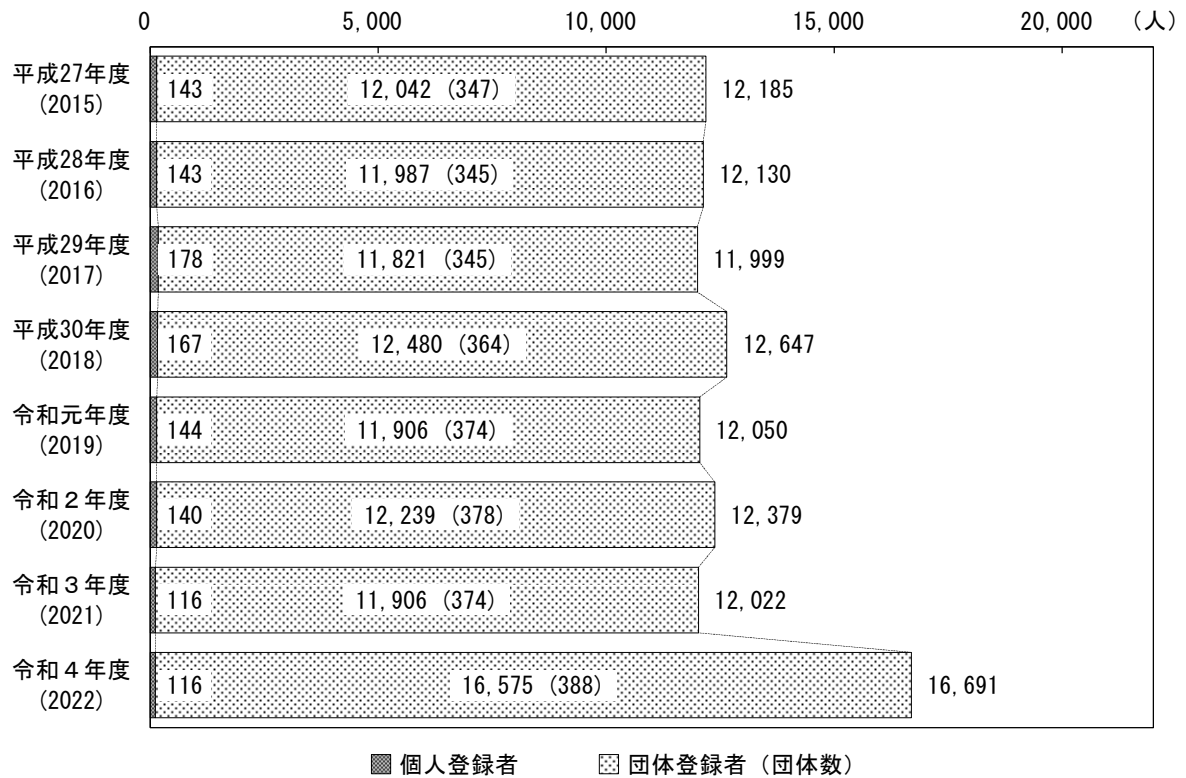 0 5,000 10,000 15,000 20,000 (人)
平成27年度
(2015)
143 12,042 (347) 12,185
平成28年度
(2016)
143 11,987 (345) 12,130
平成29年度
(2017)
178 11,821 (345) 11,999
平成30年度
(2018)
167 12,480 (364) 12,647
令和元年度
(2019)
144 11,906 (374) 12,050
令和2年度
(2020)
140 12,239 (378) 12,379
令和3年度
(2021)
116 11,906 (374) 12,022
令和4年度
(2022)
116 16,575 (388) 16,691
個人登録者 団体登録者（団体数）